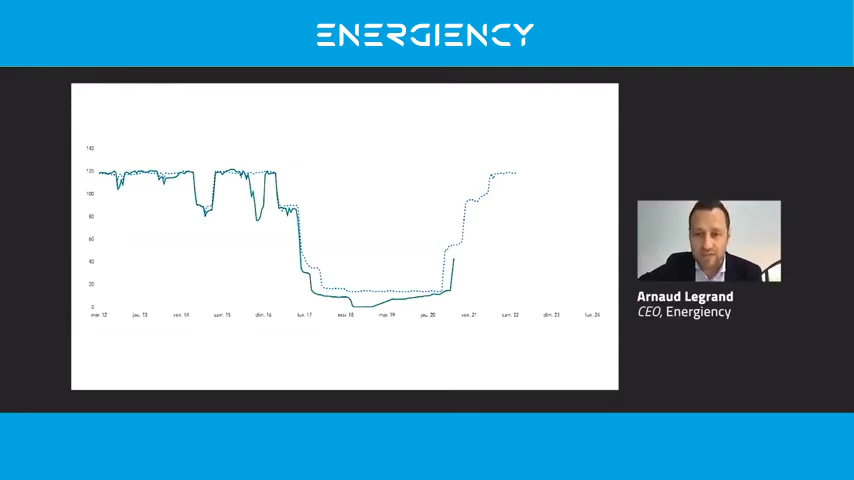 ENERGIENCY
140
120
100
80
60
40
20
0
mer. 12 jeu. 13 ven. 14 sam. 15 dim. 16 lun. 17 mar. 18 mer. 19 jeu. 20 ven. 21 sam. 22 dim. 23 lun. 24
Arnaud Legrand
CEO, Energiency